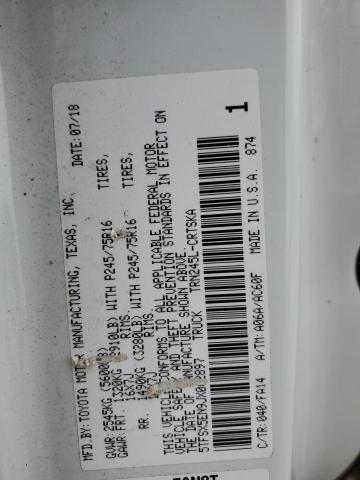 MFD.BY: TOYOTA MOTOR MANUFACTURING, TEXAS, INC. DATE: 07/18
GVWR: 2545KG (5600LB)
GAWR: FRT. 1320KG (2910LB) WITH P245/75R16 TIRES,
16X7J RIMS,
RR. 1490KG (3280LB) WITH P245/75R16 TIRES,
RIMS,
THIS VEHICLE CONFORMS TO ALL APPLICABLE FEDERAL MOTOR
VEHICLE SAFETY AND THEFT PREVENTION STANDARDS IN EFFECT ON
THE DATE OF MANUFACTURE SHOWN ABOVE.
TRUCK TRN245L-CRTSKA
C/TR: 040/FA14 A/TM: A06A/AC60F MADE IN U.S.A. 874
1